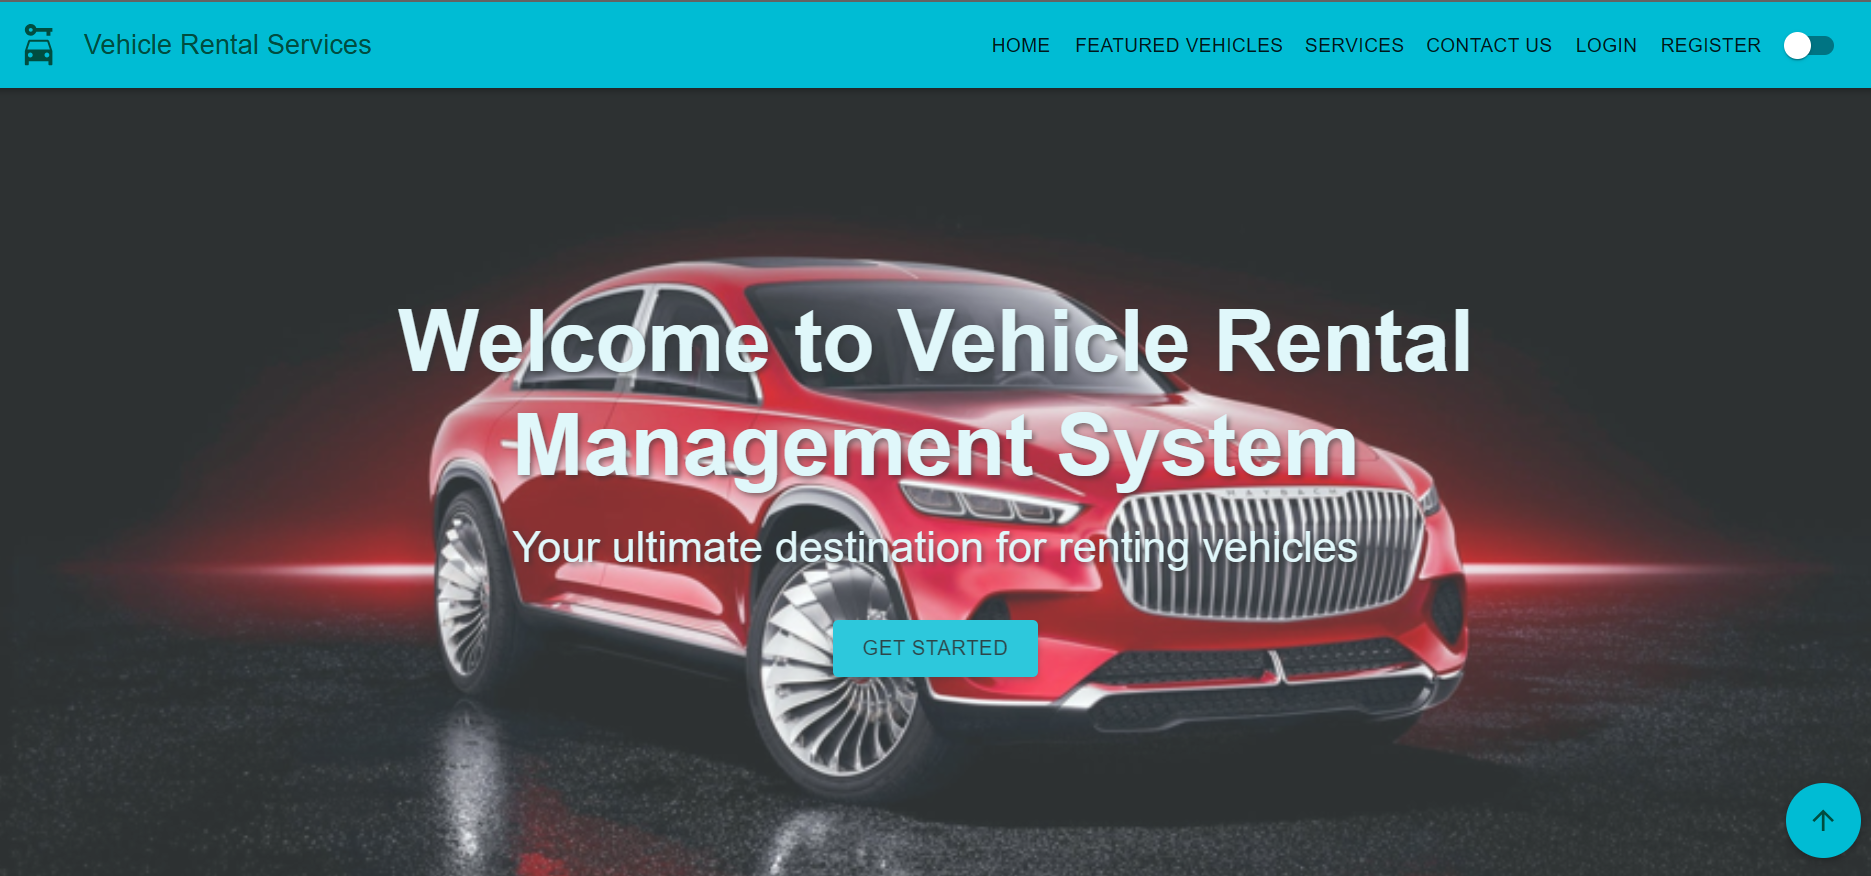 Vehicle Rental Services
HOME FEATURED VEHICLES SERVICES CONTACT US LOGIN REGISTER
Welcome to Vehicle Rental
Management System
MAYBACH
Your ultimate destination for renting vehicles
GET STARTED